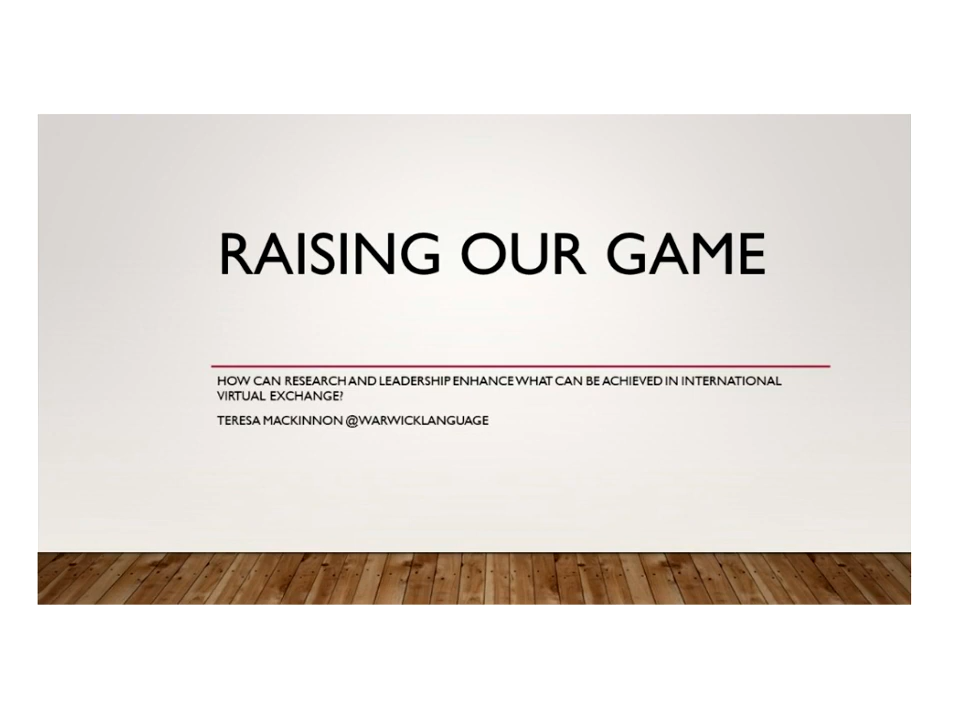 RAISING OUR GAME
HOW CAN RESEARCH AND LEADERSHIP ENHANCE WHAT CAN BE ACHIEVED IN INTERNATIONAL
VIRTUAL EXCHANGE?
TERESA MACKINNON @WARWICKLANGUAGE